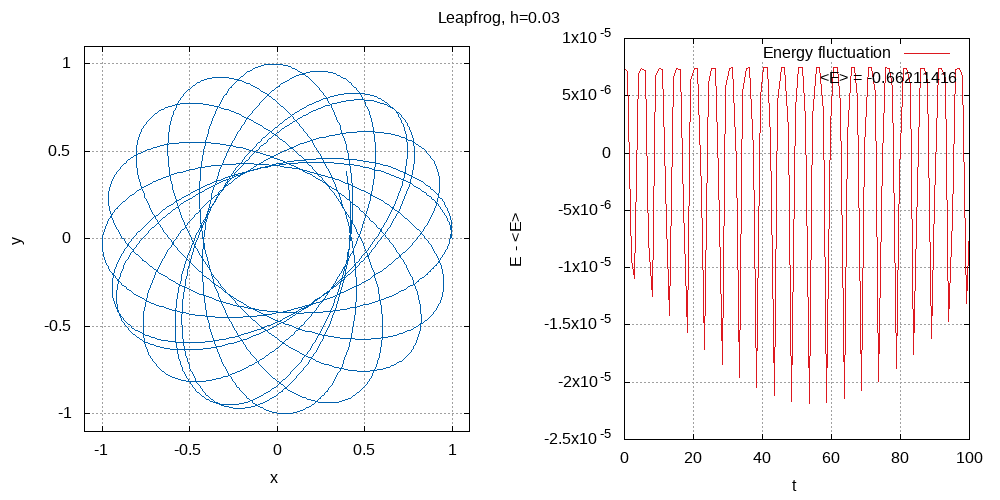 Leapfrog, h=0.03
1
0.5
0
-0.5
-1
y
-1
-0.5
0
0.5
1
x
1x10-5
5x10-6
0
-5x10-6
-1x10-5
-1.5x10-5
-2x10-5
-2.5x10-5
E - <E>
Energy fluctuation
<E> = -0.66211416
0
20
40
60
80
100
t